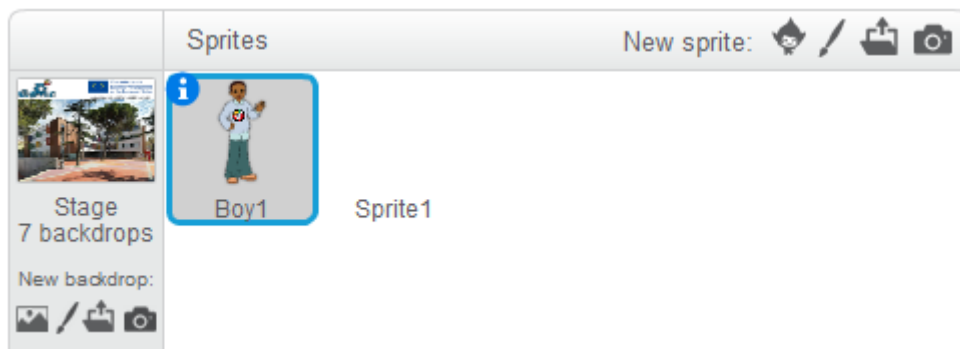 Sprites
New sprite:
Boy1
Sprite1
Stage
7 backdrops
New backdrop: